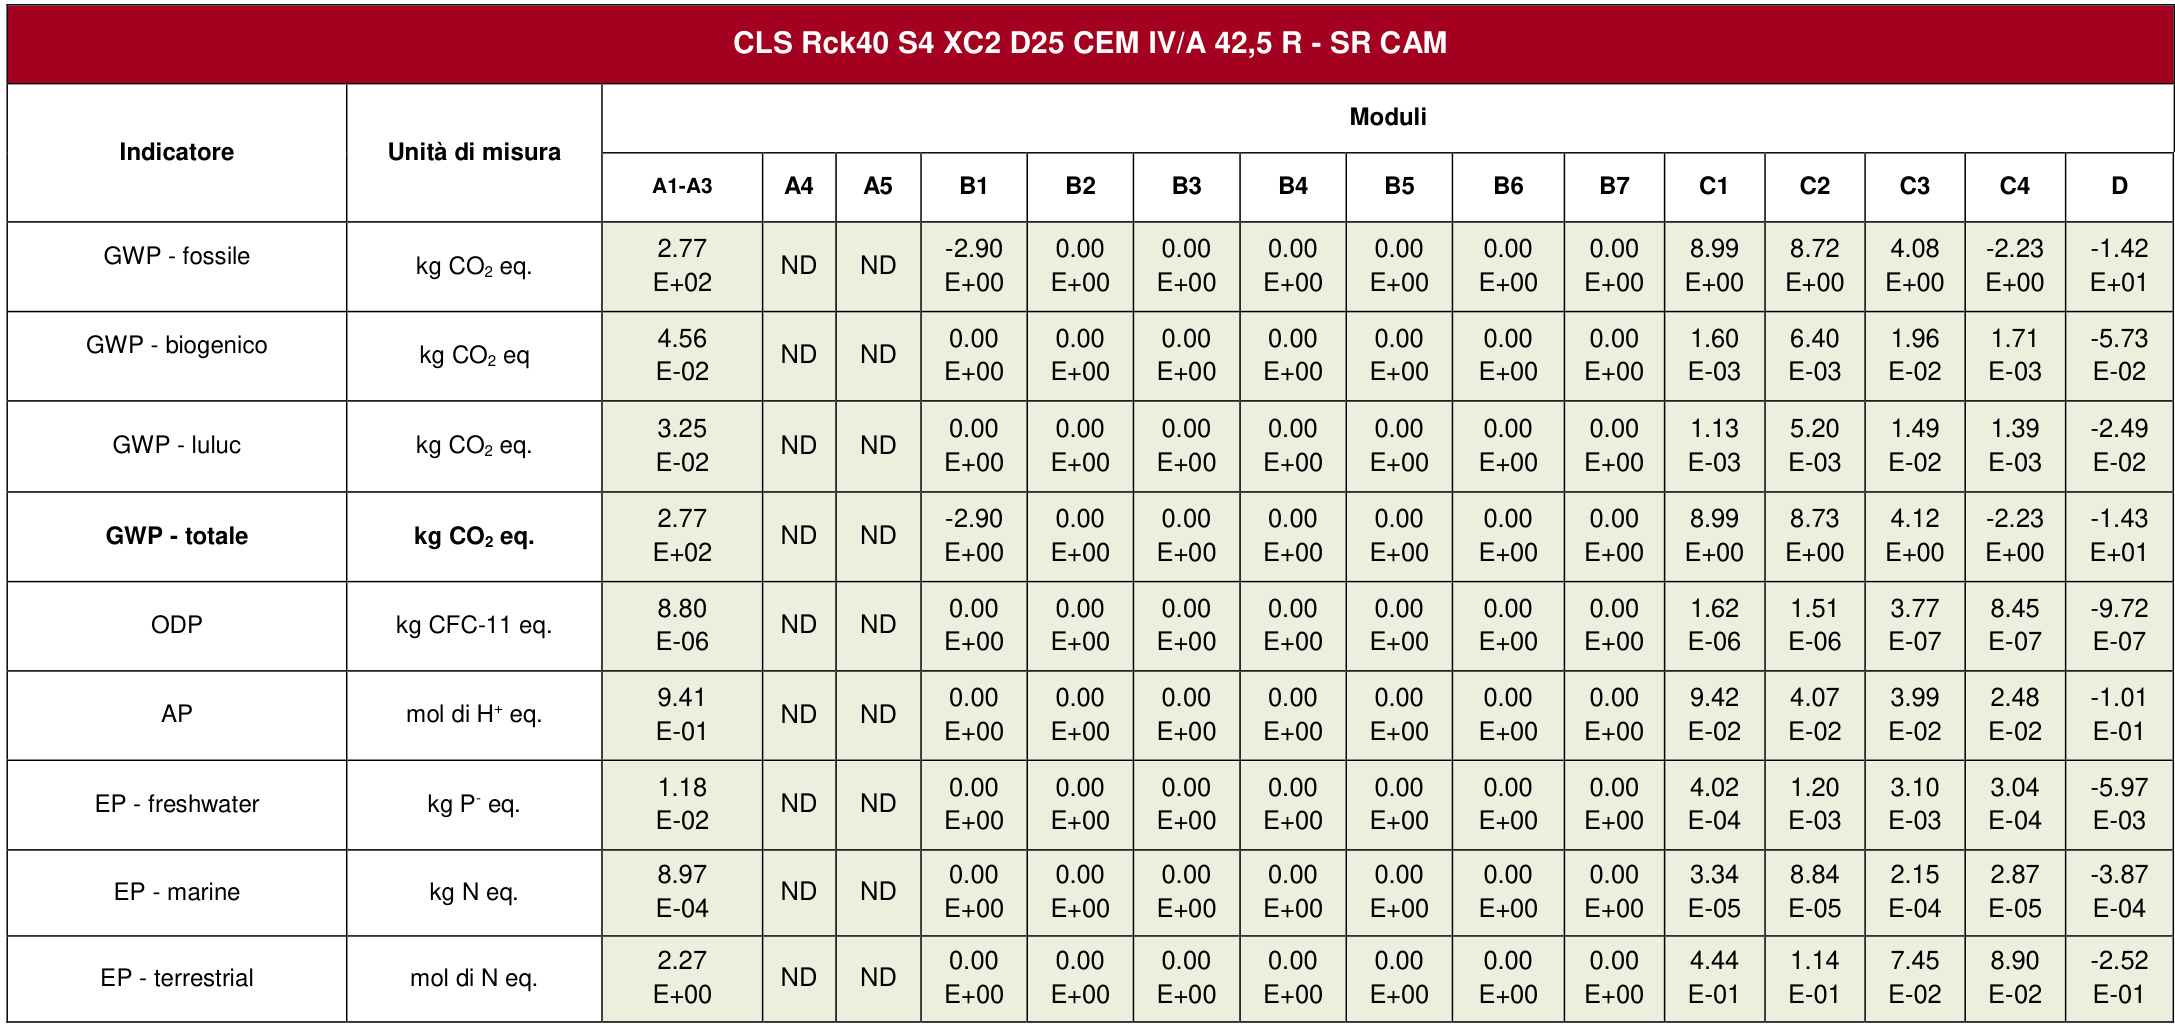 CLS Rck40 S4 XC2 D25 CEM IV/A 42,5 R - SR CAM
Indicatore Unità di misura Moduli
A1-A3 A4 A5 B1 B2 B3 B4 B5 B6 B7 C1 C2 C3 C4 D
GWP - fossile kg CO₂ eq. 2.77 E+02 ND ND -2.90 E+00 0.00 E+00 0.00 E+00 0.00 E+00 0.00 E+00 0.00 E+00 0.00 E+00 8.99 E+00 8.72 E+00 4.08 E+00 -2.23 E+00 -1.42 E+01
GWP - biogenico kg CO₂ eq 4.56 E-02 ND ND 0.00 E+00 0.00 E+00 0.00 E+00 0.00 E+00 0.00 E+00 0.00 E+00 0.00 E+00 1.60 E-03 6.40 E-03 1.96 E-02 1.71 E-03 -5.73 E-02
GWP - luluc kg CO₂ eq. 3.25 E-02 ND ND 0.00 E+00 0.00 E+00 0.00 E+00 0.00 E+00 0.00 E+00 0.00 E+00 0.00 E+00 1.13 E-03 5.20 E-03 1.49 E-02 1.39 E-03 -2.49 E-02
GWP - totale kg CO₂ eq. 2.77 E+02 ND ND -2.90 E+00 0.00 E+00 0.00 E+00 0.00 E+00 0.00 E+00 0.00 E+00 0.00 E+00 8.99 E+00 8.73 E+00 4.12 E+00 -2.23 E+00 -1.43 E+01
ODP kg CFC-11 eq. 8.80 E-06 ND ND 0.00 E+00 0.00 E+00 0.00 E+00 0.00 E+00 0.00 E+00 0.00 E+00 0.00 E+00 1.62 E-06 1.51 E-06 3.77 E-07 8.45 E-07 -9.72 E-07
AP mol di H⁺ eq. 9.41 E-01 ND ND 0.00 E+00 0.00 E+00 0.00 E+00 0.00 E+00 0.00 E+00 0.00 E+00 0.00 E+00 9.42 E-02 4.07 E-02 3.99 E-02 2.48 E-02 -1.01 E-01
EP - freshwater kg P⁻ eq. 1.18 E-02 ND ND 0.00 E+00 0.00 E+00 0.00 E+00 0.00 E+00 0.00 E+00 0.00 E+00 0.00 E+00 4.02 E-04 1.20 E-03 3.10 E-03 3.04 E-04 -5.97 E-03
EP - marine kg N eq. 8.97 E-04 ND ND 0.00 E+00 0.00 E+00 0.00 E+00 0.00 E+00 0.00 E+00 0.00 E+00 0.00 E+00 3.34 E-05 8.84 E-05 2.15 E-04 2.87 E-05 -3.87 E-04
EP - terrestrial mol di N eq. 2.27 E+00 ND ND 0.00 E+00 0.00 E+00 0.00 E+00 0.00 E+00 0.00 E+00 0.00 E+00 0.00 E+00 4.44 E-01 1.14 E-01 7.45 E-02 8.90 E-02 -2.52 E-01